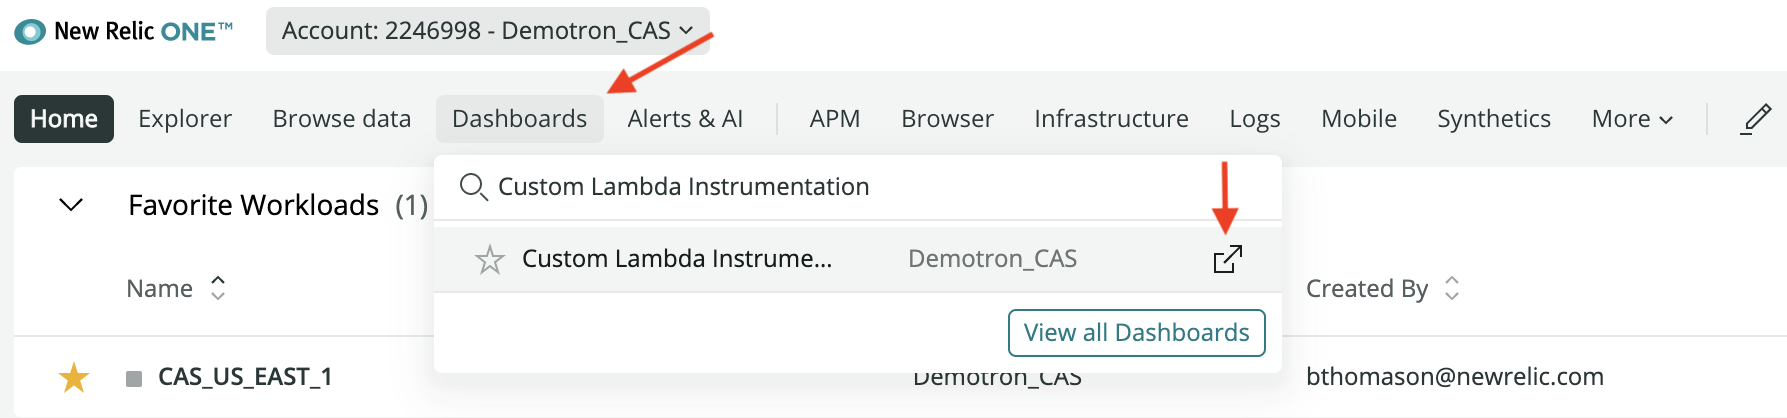 New Relic ONE™ Account: 2246998 - Demotron_CAS
Home Explorer Browse data Dashboards Alerts & AI APM Browser Infrastructure Logs Mobile Synthetics More
Custom Lambda Instrumentation
Favorite Workloads (1)
Custom Lambda Instrume... Demotron_CAS
Name Created By
View all Dashboards
CAS_US_EAST_1 Demotron_CAS bthomason@newrelic.com